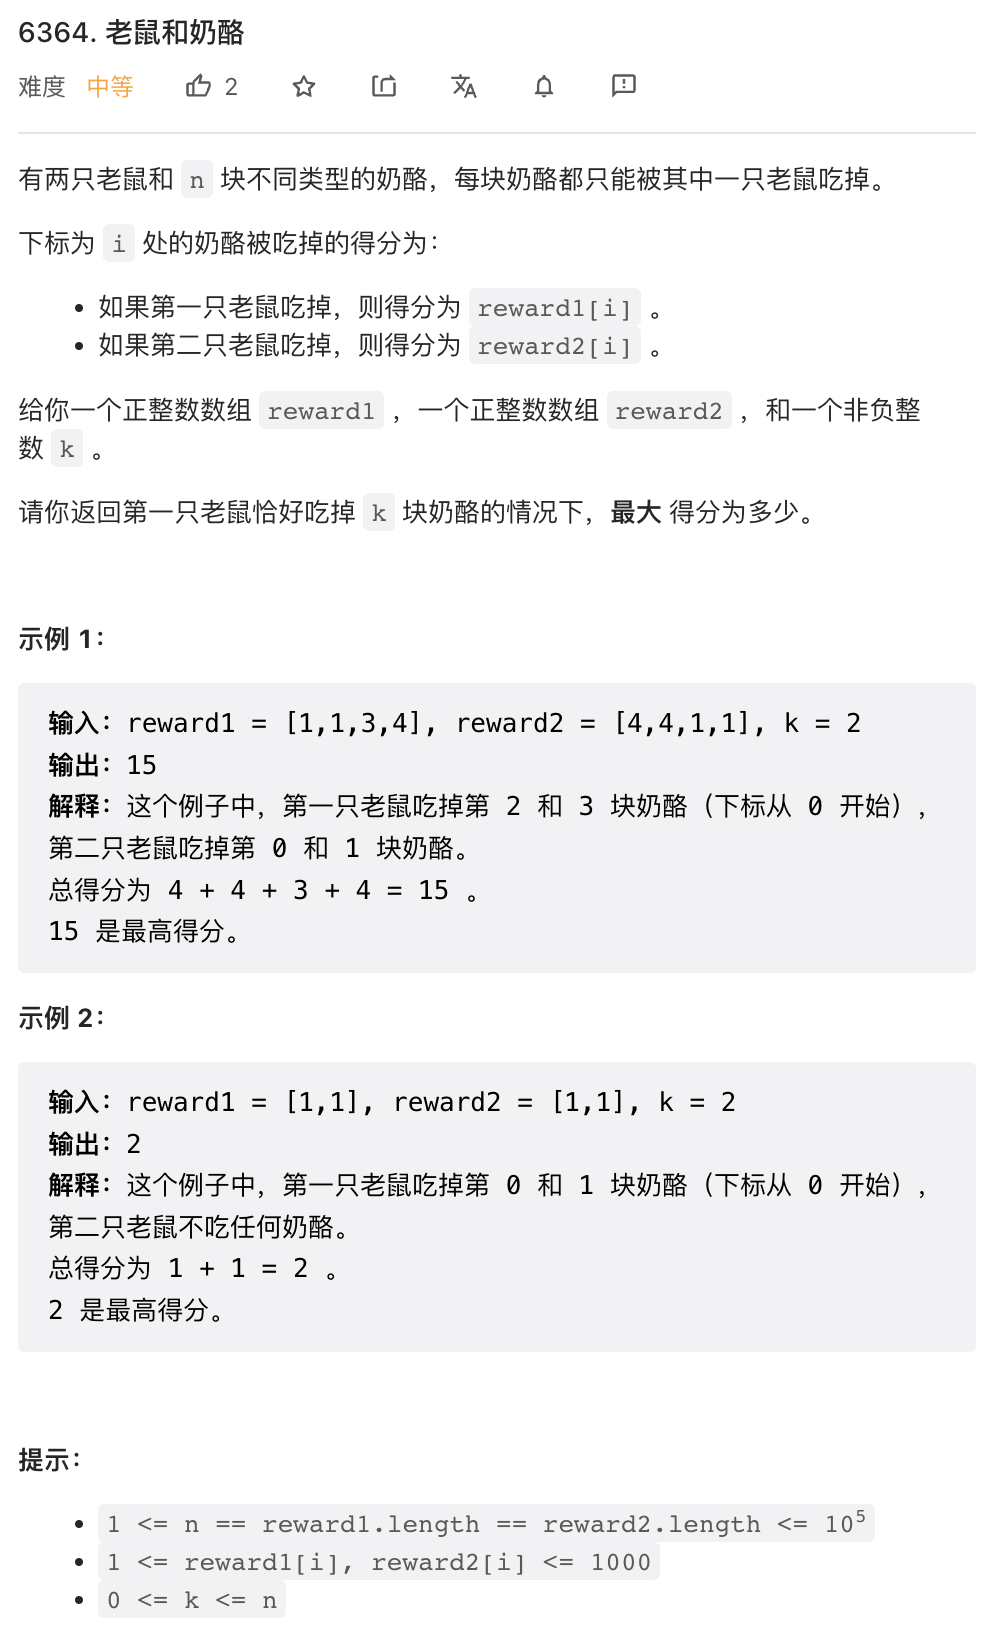 6364. 老鼠和奶酪
难度 中等 2
有两只老鼠和 n 块不同类型的奶酪，每块奶酪都只能被其中一只老鼠吃掉。
下标为 i 处的奶酪被吃掉的得分为：
• 如果第一只老鼠吃掉，则得分为 reward1[i] 。
• 如果第二只老鼠吃掉，则得分为 reward2[i] 。
给你一个正整数数组 reward1 ，一个正整数数组 reward2 ，和一个非负整
数 k 。
请你返回第一只老鼠恰好吃掉 k 块奶酪的情况下，最大 得分为多少。
示例 1：
输入：reward1 = [1,1,3,4], reward2 = [4,4,1,1], k = 2
输出：15
解释：这个例子中，第一只老鼠吃掉第 2 和 3 块奶酪（下标从 0 开始），
第二只老鼠吃掉第 0 和 1 块奶酪。
总得分为 4 + 4 + 3 + 4 = 15 。
15 是最高得分。
示例 2：
输入：reward1 = [1,1], reward2 = [1,1], k = 2
输出：2
解释：这个例子中，第一只老鼠吃掉第 0 和 1 块奶酪（下标从 0 开始），
第二只老鼠不吃任何奶酪。
总得分为 1 + 1 = 2 。
2 是最高得分。
提示：
• 1 <= n == reward1.length == reward2.length <= 10⁵
• 1 <= reward1[i], reward2[i] <= 1000
• 0 <= k <= n